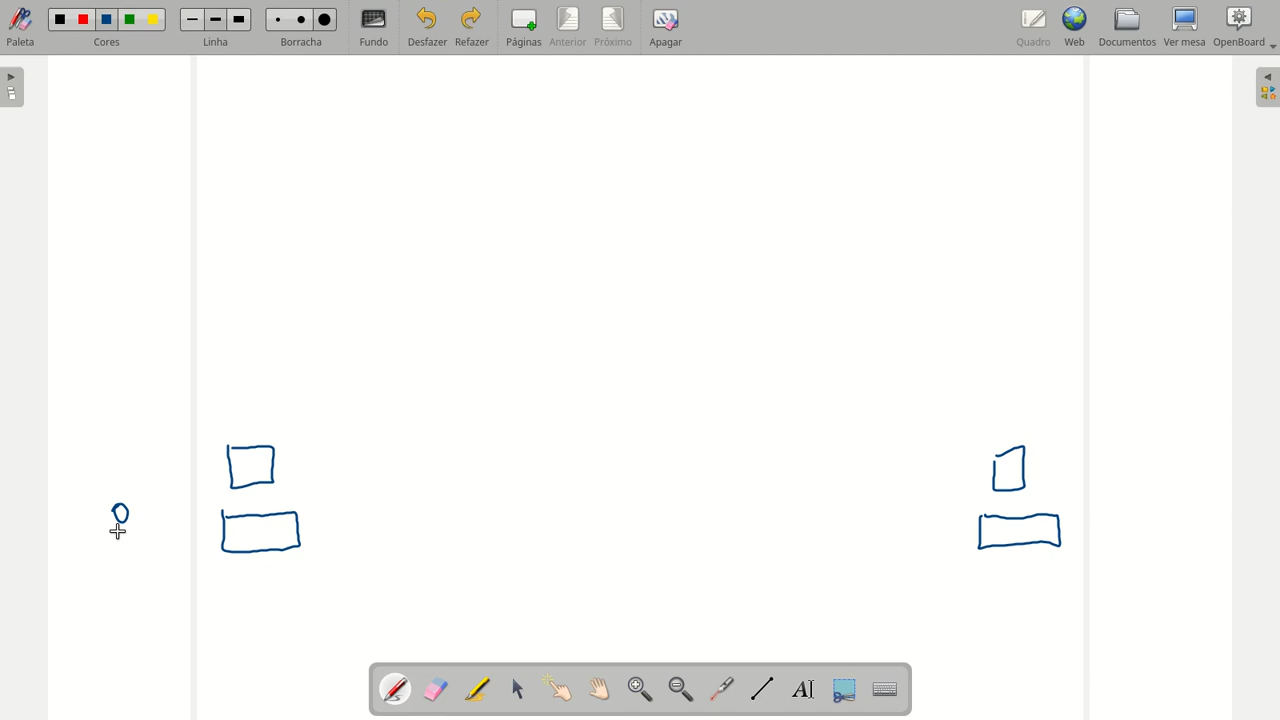 Paleta
Cores
Linha
Borracha
Fundo
Desfazer
Refazer
Páginas
Anterior
Próximo
Apagar
Quadro
Web
Documentos
Ver mesa
OpenBoard